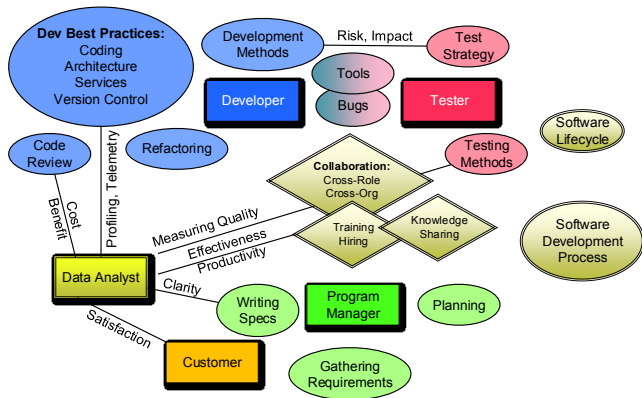 Dev Best Practices:
Coding
Architecture
Services
Version Control
Development
Methods
Risk, Impact
Test
Strategy
Tools
Bugs
Developer
Tester
Software
Lifecycle
Code
Review
Refactoring
Profiling, Telemetry
Cost
Benefit
Collaboration:
Cross-Role
Cross-Org
Testing
Methods
Measuring Quality
Effectiveness
Productivity
Training
Hiring
Knowledge
Sharing
Software
Development
Process
Data Analyst
Clarity
Writing
Specs
Program
Manager
Planning
Satisfaction
Customer
Gathering
Requirements